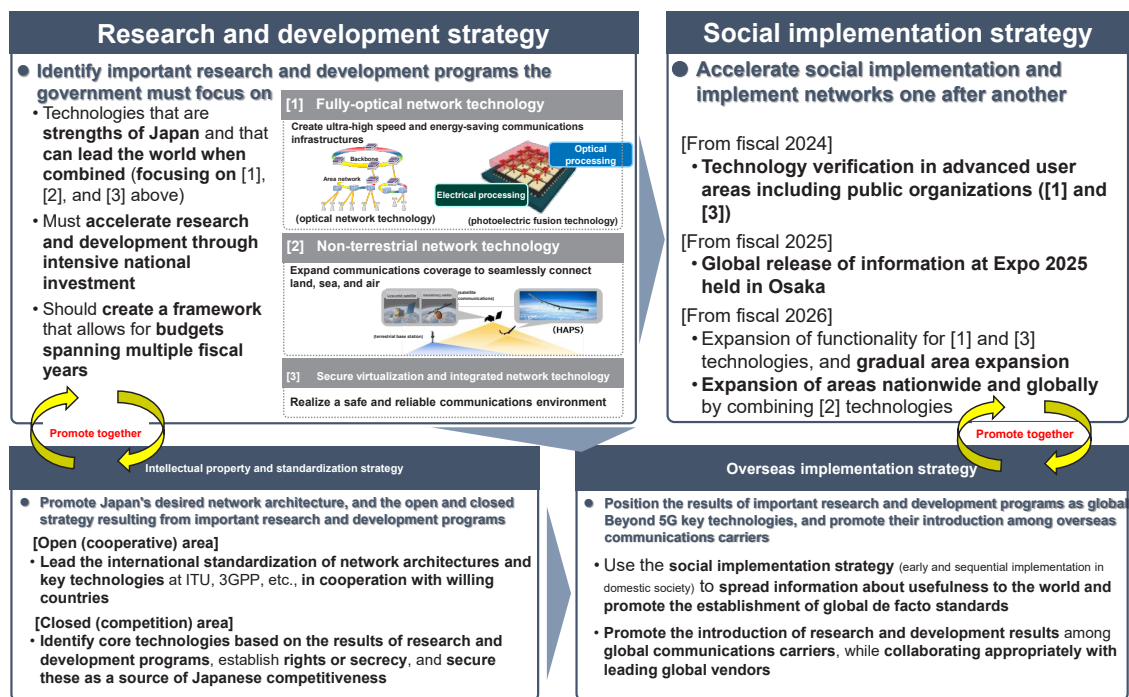 Research and development strategy
● Identify important research and development programs the
government must focus on
• Technologies that are
strengths of Japan and that
can lead the world when
combined (focusing on [1],
[2], and [3] above)
• Must accelerate research
and development through
intensive national
investment
• Should create a framework
that allows for budgets
spanning multiple fiscal
years
[1] Fully-optical network technology
Create ultra-high speed and energy-saving communications
infrastructures
Backbone
Area network
(optical network technology)
Optical
processing
Electrical processing
(photoelectric fusion technology)
[2] Non-terrestrial network technology
Expand communications coverage to seamlessly connect
land, sea, and air
(satellite
communications)
(HAPS)
(terrestrial base station)
[3] Secure virtualization and integrated network technology
Realize a safe and reliable communications environment
Social implementation strategy
● Accelerate social implementation and
implement networks one after another
[From fiscal 2024]
• Technology verification in advanced user
areas including public organizations ([1] and
[3])
[From fiscal 2025]
• Global release of information at Expo 2025
held in Osaka
[From fiscal 2026]
• Expansion of functionality for [1] and [3]
technologies, and gradual area expansion
• Expansion of areas nationwide and globally
by combining [2] technologies
Promote together
Promote together
Intellectual property and standardization strategy
● Promote Japan's desired network architecture, and the open and closed
strategy resulting from important research and development programs
[Open (cooperative) area]
• Lead the international standardization of network architectures and
key technologies at ITU, 3GPP, etc., in cooperation with willing
countries
[Closed (competition) area]
• Identify core technologies based on the results of research and
development programs, establish rights or secrecy, and secure
these as a source of Japanese competitiveness
Overseas implementation strategy
● Position the results of important research and development programs as global
Beyond 5G key technologies, and promote their introduction among overseas
communications carriers
• Use the social implementation strategy (early and sequential implementation in
domestic society) to spread information about usefulness to the world and
promote the establishment of global de facto standards
• Promote the introduction of research and development results among
global communications carriers, while collaborating appropriately with
leading global vendors